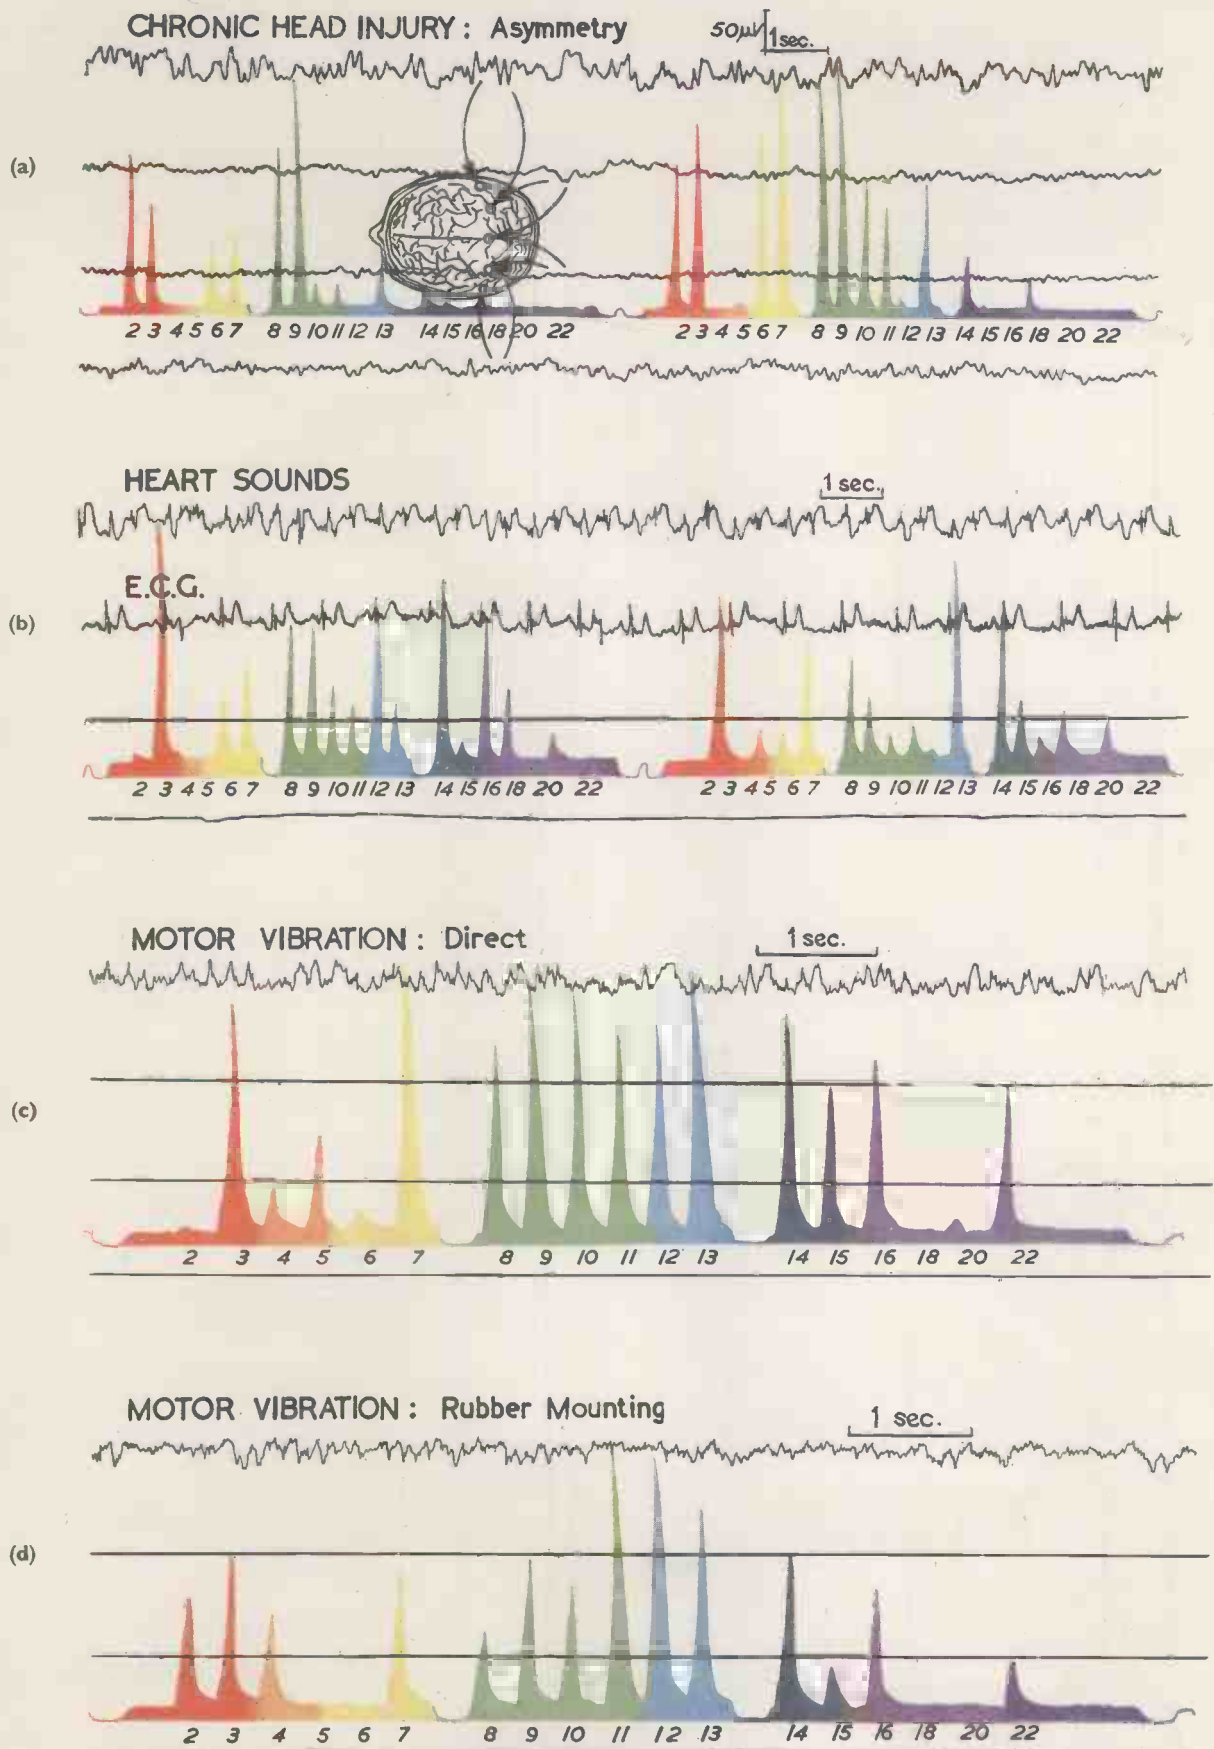 CHRONIC HEAD INJURY : Asymmetry
50μV 1sec.
(a)
2 3 4 5 6 7 8 9 10 11 12 13 14 15 16 18 20 22 2 3 4 5 6 7 8 9 10 11 12 13 14 15 16 18 20 22
HEART SOUNDS
1 sec.
E.C.G.
(b)
2 3 4 5 6 7 8 9 10 11 12 13 14 15 16 18 20 22 2 3 4 5 6 7 8 9 10 11 12 13 14 15 16 18 20 22
MOTOR VIBRATION : Direct
1 sec.
(c)
2 3 4 5 6 7 8 9 10 11 12 13 14 15 16 18 20 22
MOTOR VIBRATION : Rubber Mounting
1 sec.
(d)
2 3 4 5 6 7 8 9 10 11 12 13 14 15 16 18 20 22